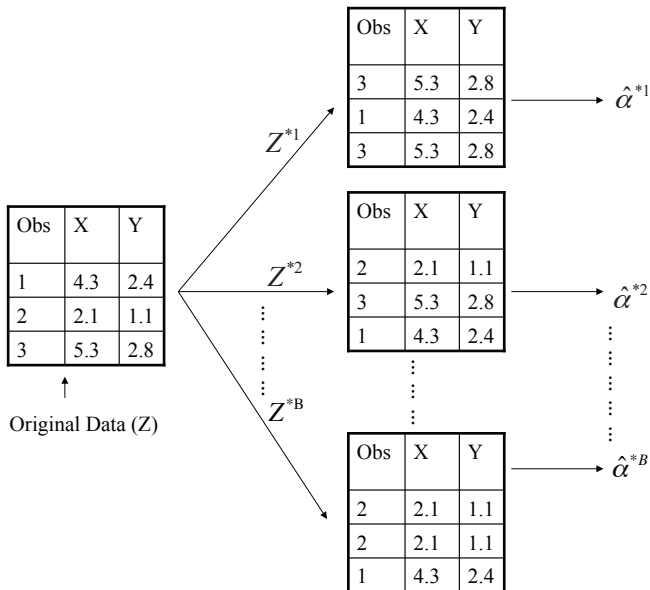 Obs X Y
1 4.3 2.4
2 2.1 1.1
3 5.3 2.8
Original Data (Z)
Z*1
Obs X Y
3 5.3 2.8
1 4.3 2.4
3 5.3 2.8
α̂*1
Z*2
Obs X Y
2 2.1 1.1
3 5.3 2.8
1 4.3 2.4
α̂*2
Z*B
Obs X Y
2 2.1 1.1
2 2.1 1.1
1 4.3 2.4
α̂*B